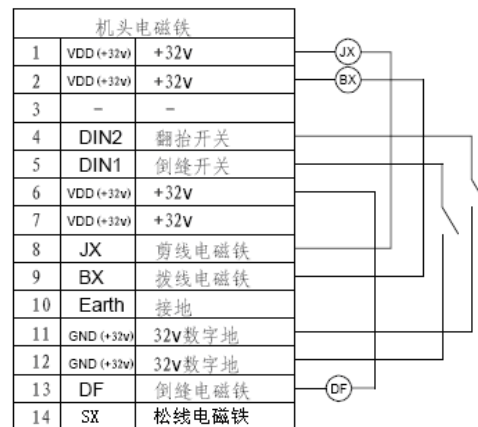 机头电磁铁
1 VDD (+32v) +32v JX
2 VDD (+32v) +32v BX
3 － －
4 DIN2 翻抬开关
5 DIN1 倒缝开关
6 VDD (+32v) +32v
7 VDD (+32v) +32v
8 JX 剪线电磁铁
9 BX 拨线电磁铁
10 Earth 接地
11 GND (+32v) 32v数字地
12 GND (+32v) 32v数字地
13 DF 倒缝电磁铁 DF
14 SX 松线电磁铁